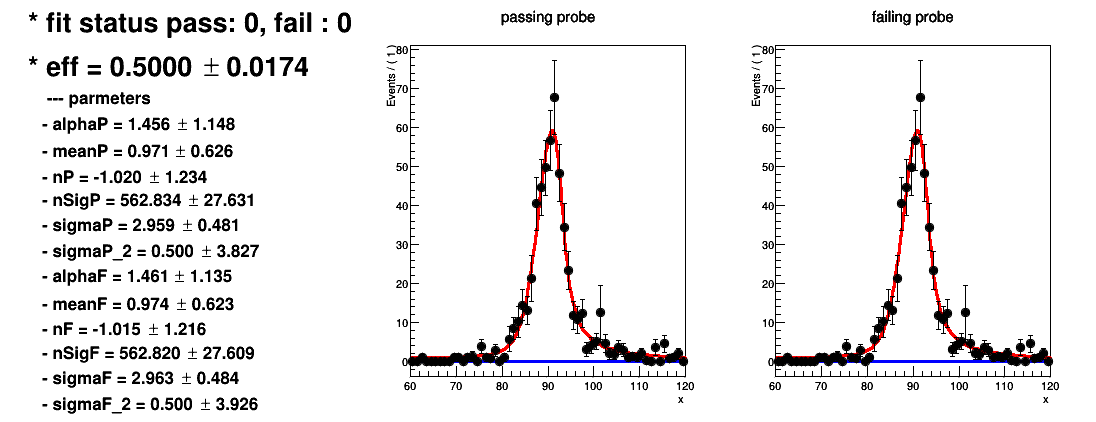 * fit status pass: 0, fail : 0
* eff = 0.5000 ± 0.0174
--- parmeters
- alphaP = 1.456 ± 1.148
- meanP = 0.971 ± 0.626
- nP = -1.020 ± 1.234
- nSigP = 562.834 ± 27.631
- sigmaP = 2.959 ± 0.481
- sigmaP_2 = 0.500 ± 3.827
- alphaF = 1.461 ± 1.135
- meanF = 0.974 ± 0.623
- nF = -1.015 ± 1.216
- nSigF = 562.820 ± 27.609
- sigmaF = 2.963 ± 0.484
- sigmaF_2 = 0.500 ± 3.926
passing probe
Events / ( 1 )
80
70
60
50
40
30
20
10
0
60 70 80 90 100 110 120
x
failing probe
Events / ( 1 )
80
70
60
50
40
30
20
10
0
60 70 80 90 100 110 120
x